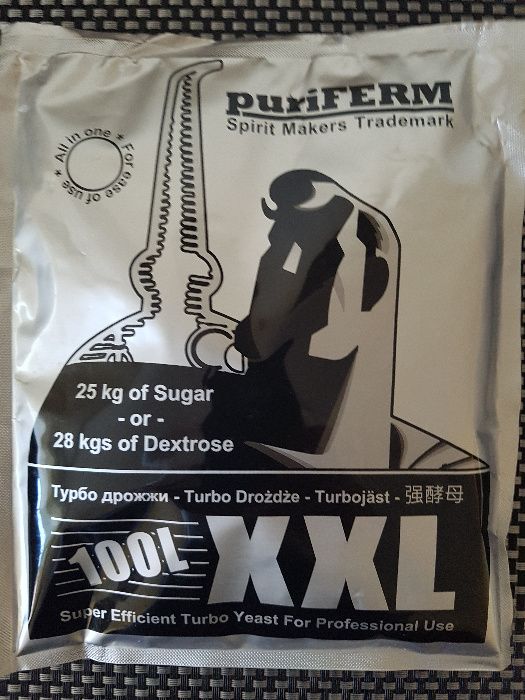 puriFERM
Spirit Makers Trademark
All in one * For ease of use *
25 kg of Sugar
- or -
28 kgs of Dextrose
Турбо дрожжи - Turbo Drożdże - Turbojäst - 强酵母
100L XXL
Super Efficient Turbo Yeast For Professional Use